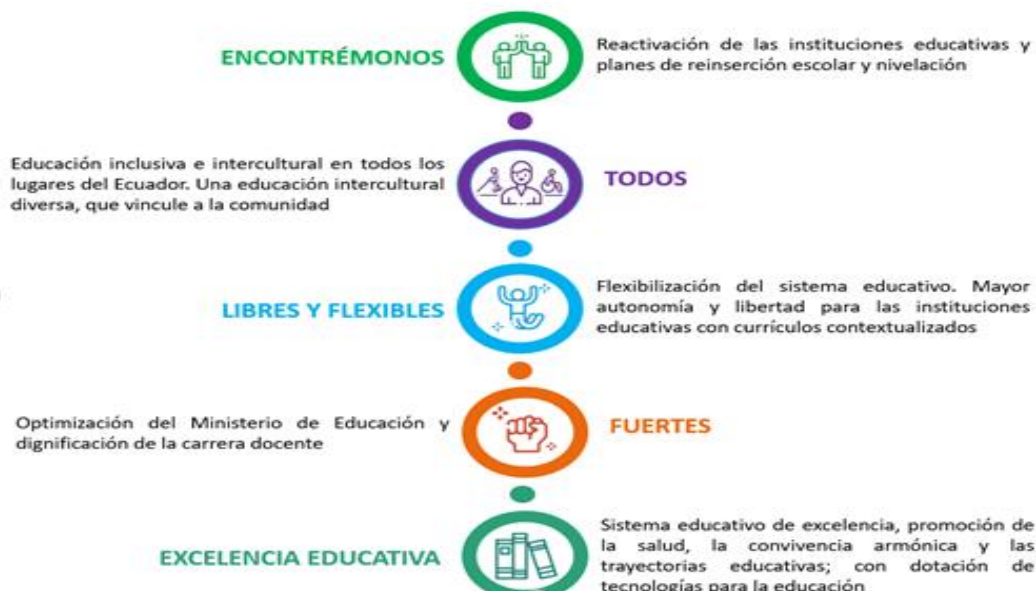 ENCONTRÉMONOS
Reactivación de las instituciones educativas y
planes de reinserción escolar y nivelación
Educación inclusiva e intercultural en todos los
lugares del Ecuador. Una educación intercultural
diversa, que vincule a la comunidad
TODOS
LIBRES Y FLEXIBLES
Flexibilización del sistema educativo. Mayor
autonomía y libertad para las instituciones
educativas con currículos contextualizados
Optimización del Ministerio de Educación y
dignificación de la carrera docente
FUERTES
EXCELENCIA EDUCATIVA
Sistema educativo de excelencia, promoción de
la salud, la convivencia armónica y las
trayectorias educativas; con dotación de
tecnologías para la educación